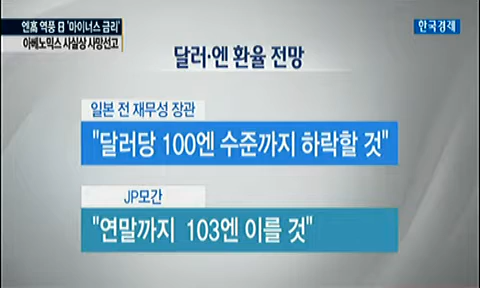 엔高 역풍 日 '마이너스 금리'
아베노믹스 사실상 사망선고
한국경제
달러·엔 환율 전망
일본 전 재무성 장관
"달러당 100엔 수준까지 하락할 것"
JP모간
"연말까지 103엔 이를 것"